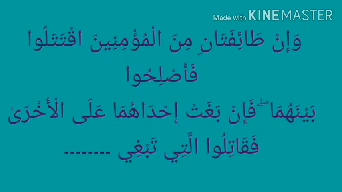 Made with KINEMASTER
وَإِنْ طَائِفَتَانِ مِنَ الْمُؤْمِنِينَ اقْتَتَلُوا
فَأَصْلِحُوا
بَيْنَهُمَا ۖ فَإِنْ بَغَتْ إِحْدَاهُمَا عَلَى الْأُخْرَىٰ
فَقَاتِلُوا الَّتِي تَبْغِي --------